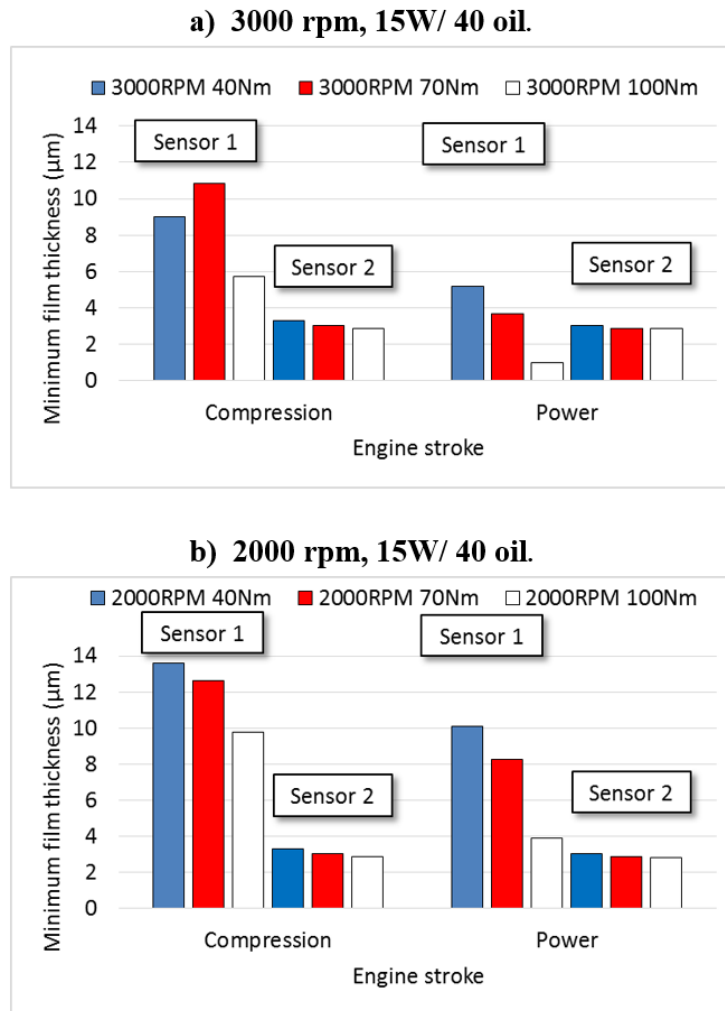 a) 3000 rpm, 15W/ 40 oil.
3000RPM 40Nm 3000RPM 70Nm 3000RPM 100Nm
Minimum film thickness (μm)
14
12
10
8
6
4
2
0
Sensor 1
Sensor 2
Sensor 1
Sensor 2
Compression Power
Engine stroke
b) 2000 rpm, 15W/ 40 oil.
2000RPM 40Nm 2000RPM 70Nm 2000RPM 100Nm
Minimum film thickness (μm)
14
12
10
8
6
4
2
0
Sensor 1
Sensor 2
Sensor 1
Sensor 2
Compression Power
Engine stroke